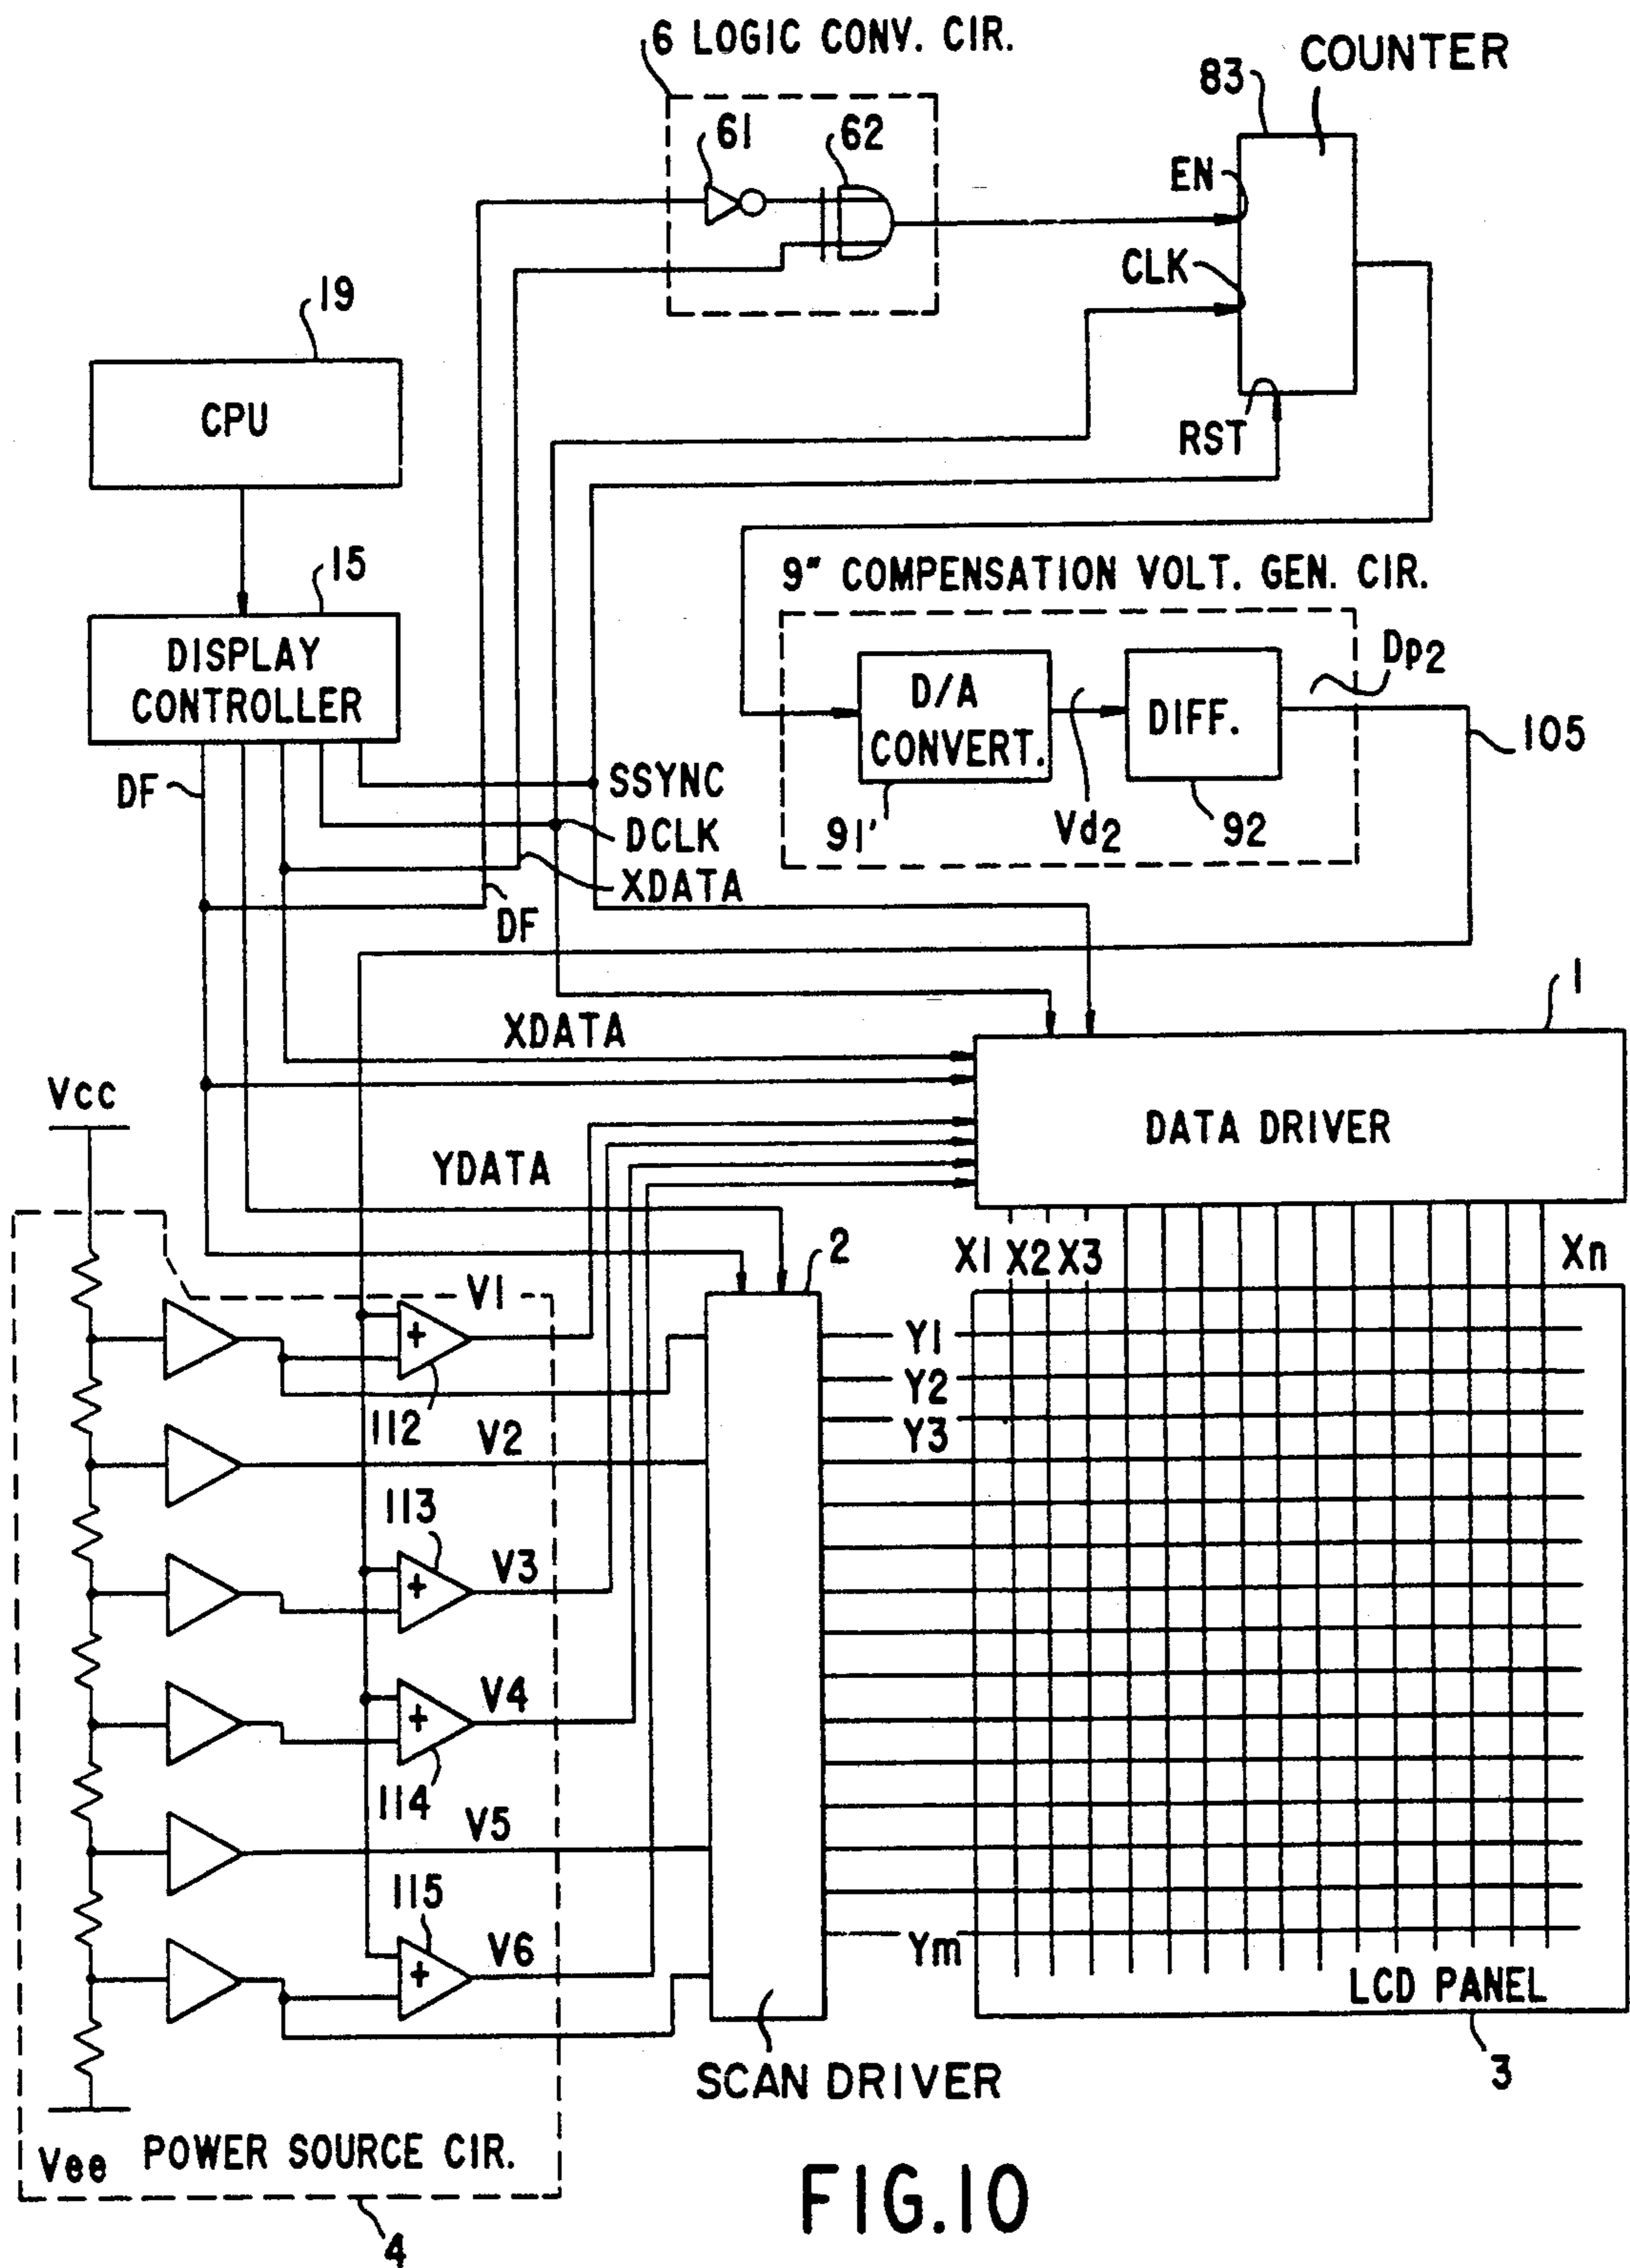 6 LOGIC CONV. CIR.
COUNTER
83
61
62
EN
CLK
19
CPU
RST
15
9" COMPENSATION VOLT. GEN. CIR.
DISPLAY
CONTROLLER
D/A
CONVERT.
DIFF.
Dp2
105
DF
SSYNC
91'
Vd2
92
DCLK
XDATA
DF
1
XDATA
Vcc
DATA DRIVER
YDATA
2
X1 X2 X3
Xn
V1
+
Y1
112
Y2
V2
Y3
113
V3
+
V4
+
114
V5
115
V6
+
Ym
LCD PANEL
SCAN DRIVER
3
Vee
POWER SOURCE CIR.
4
FIG.10